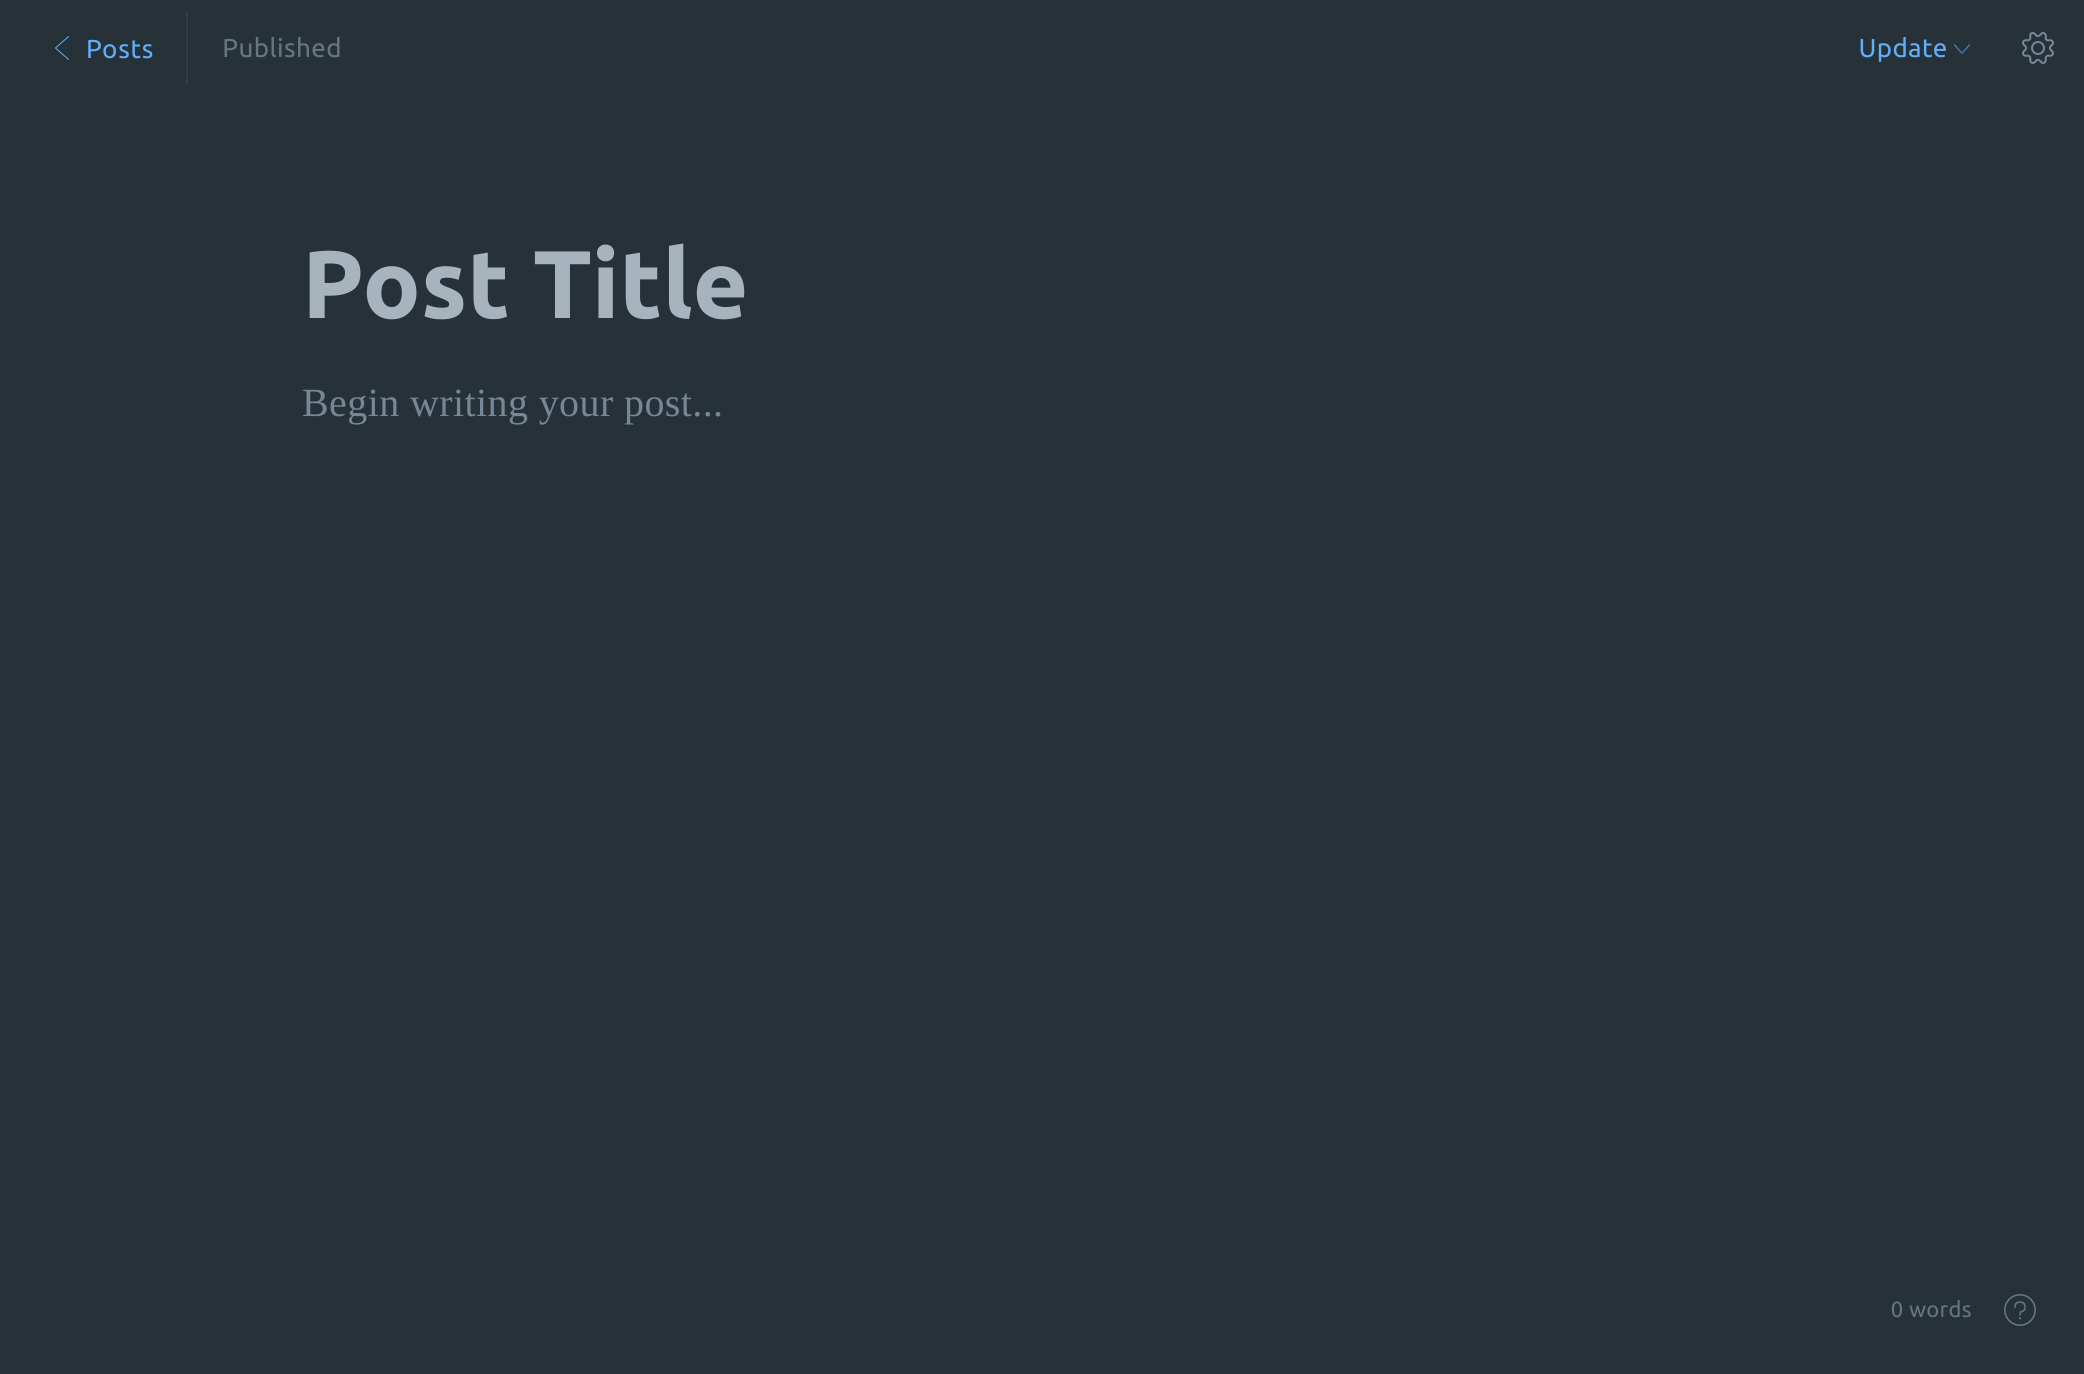 Posts
Published
Update
Post Title
Begin writing your post...
0 words
?